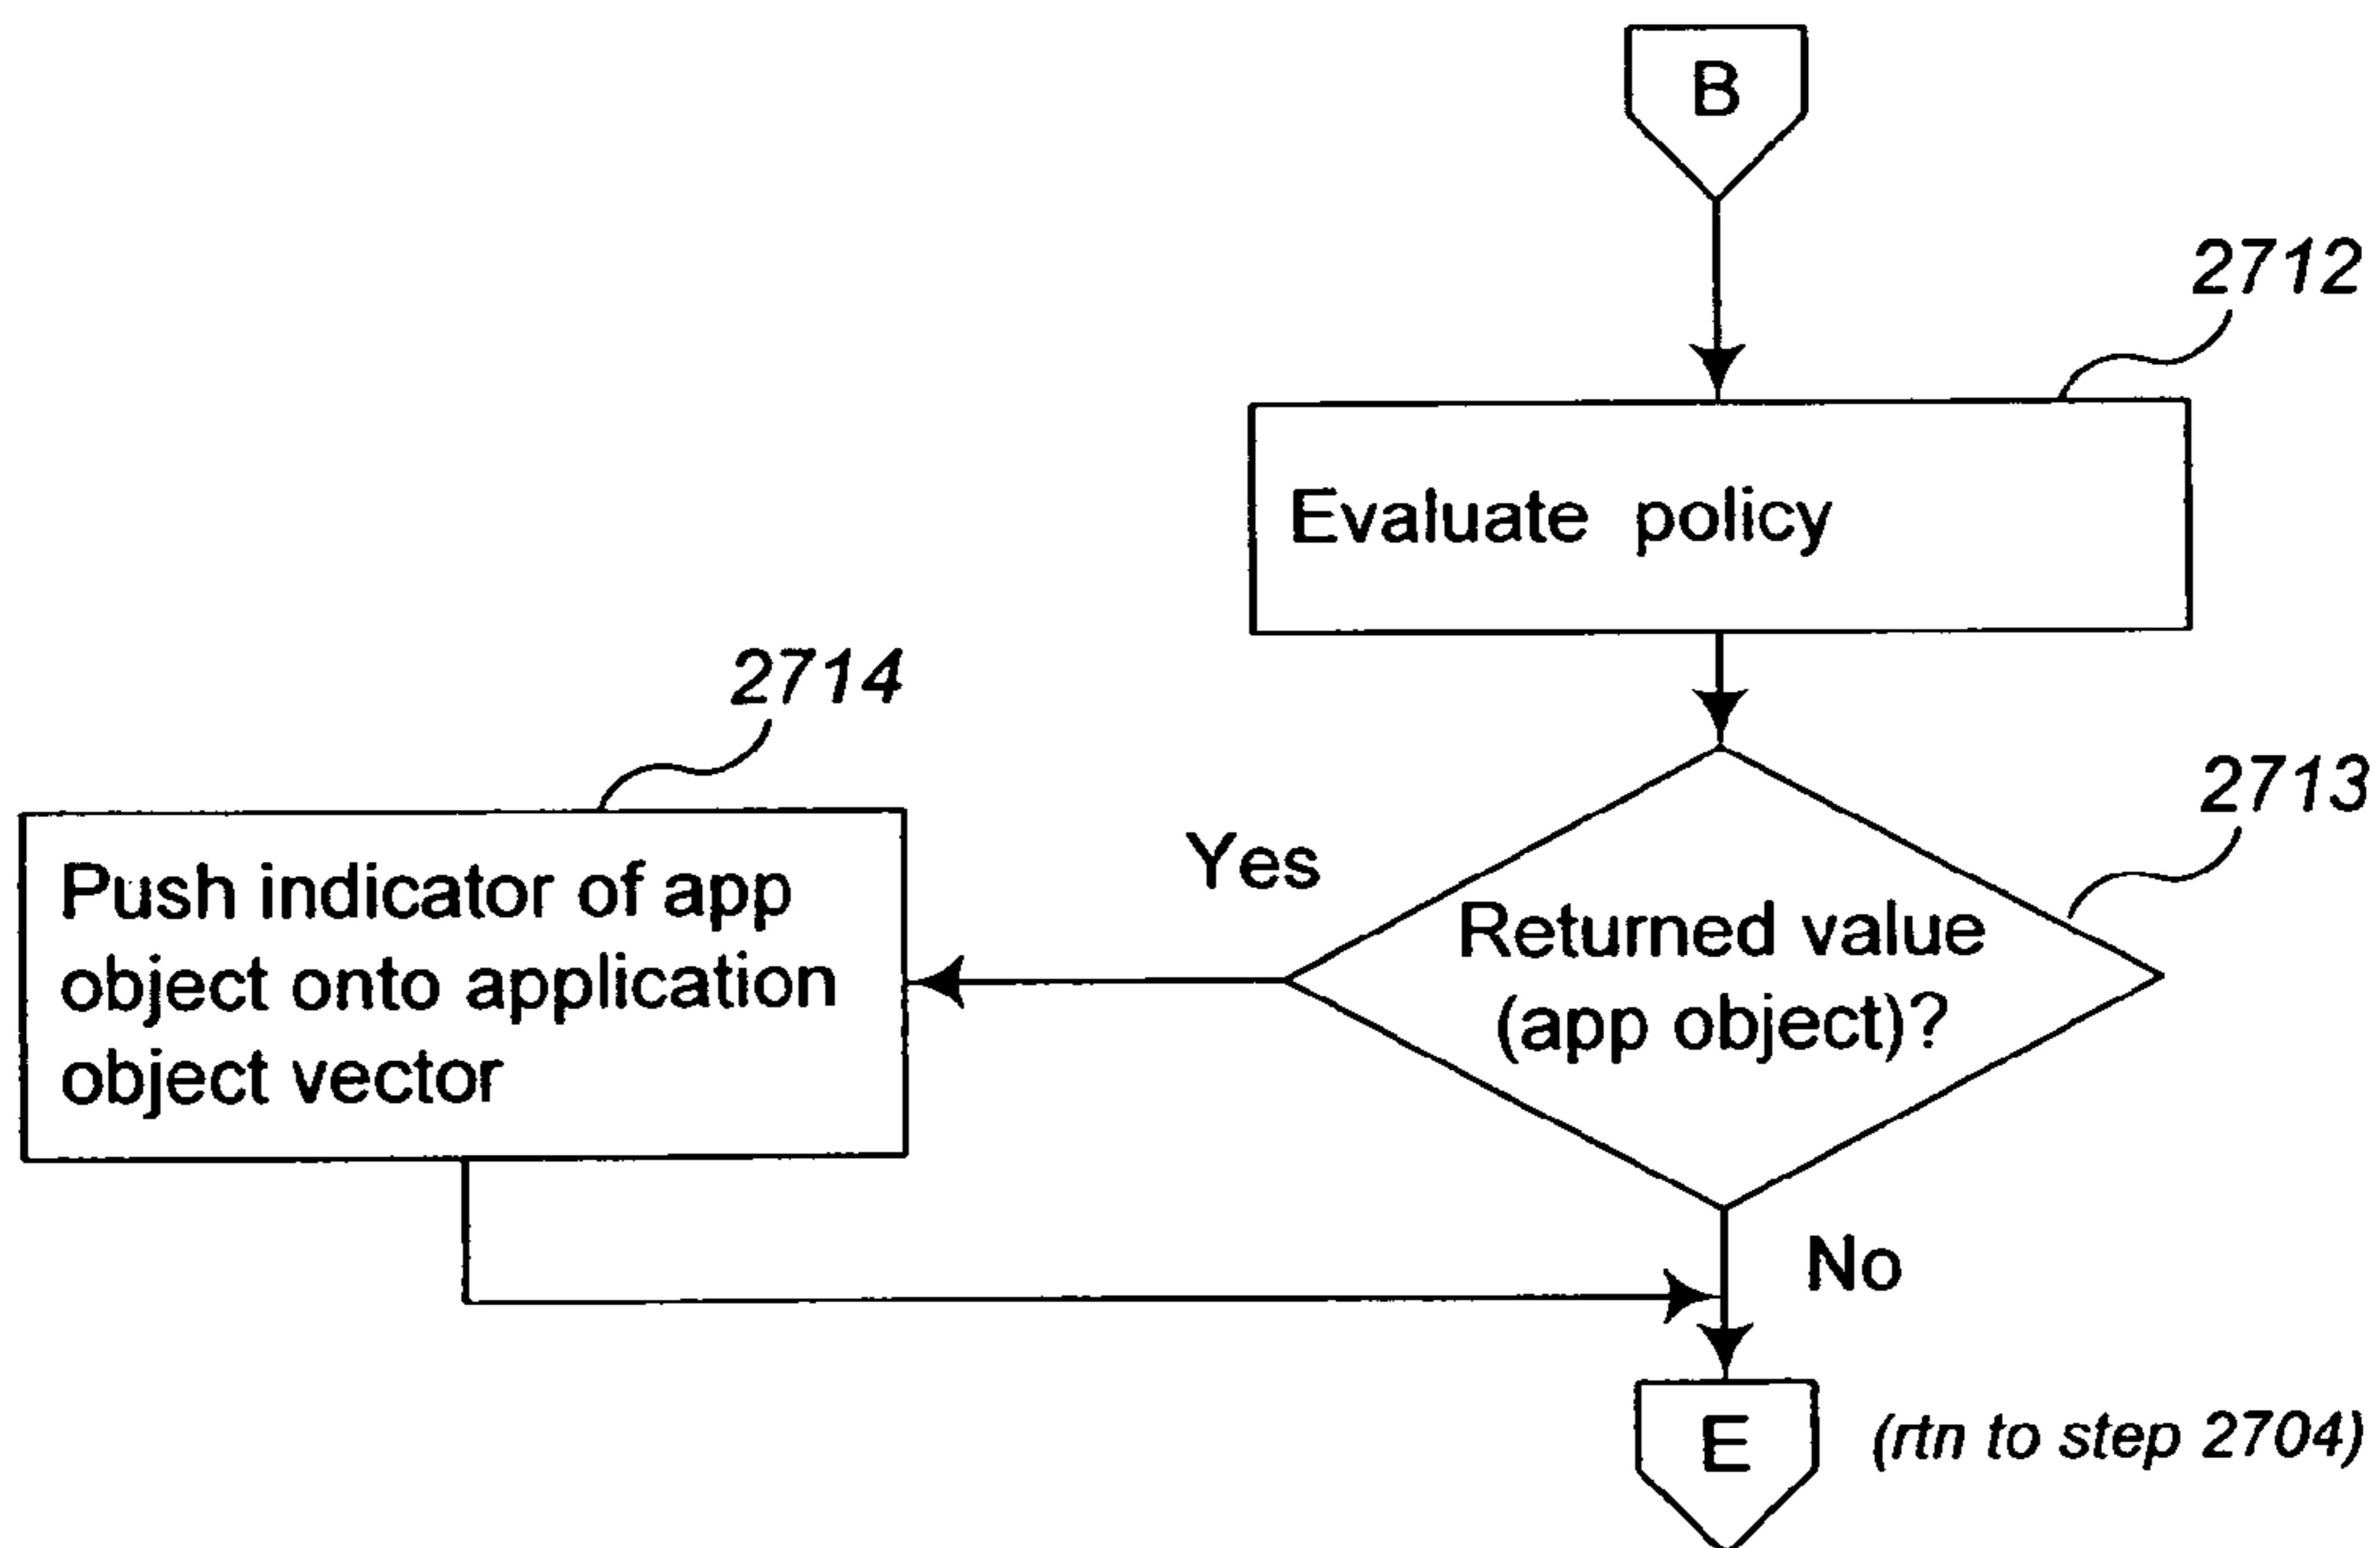 B
2712
Evaluate policy
2714
2713
Yes
Push indicator of app
object onto application
object vector
Returned value
(app object)?
No
E
(rtn to step 2704)